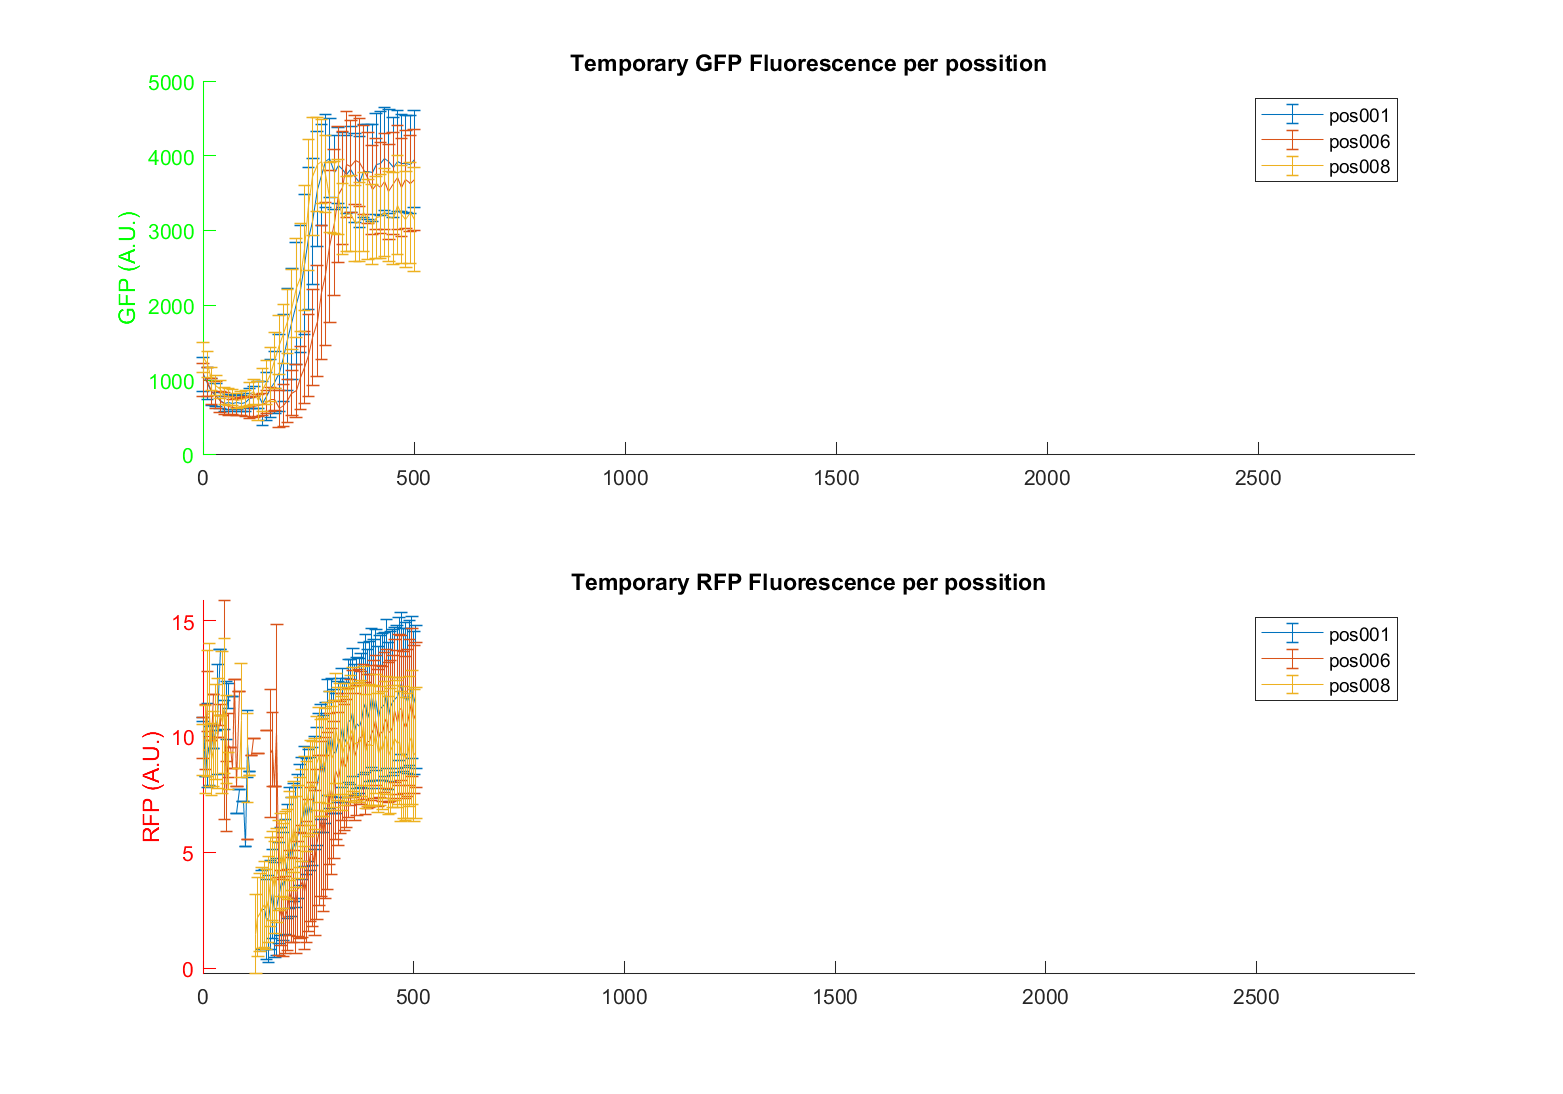 Temporary GFP Fluorescence per possition
5000
4000
3000
2000
1000
0
GFP (A.U.)
0 500 1000 1500 2000 2500
pos001
pos006
pos008
Temporary RFP Fluorescence per possition
15
10
5
0
RFP (A.U.)
0 500 1000 1500 2000 2500
pos001
pos006
pos008